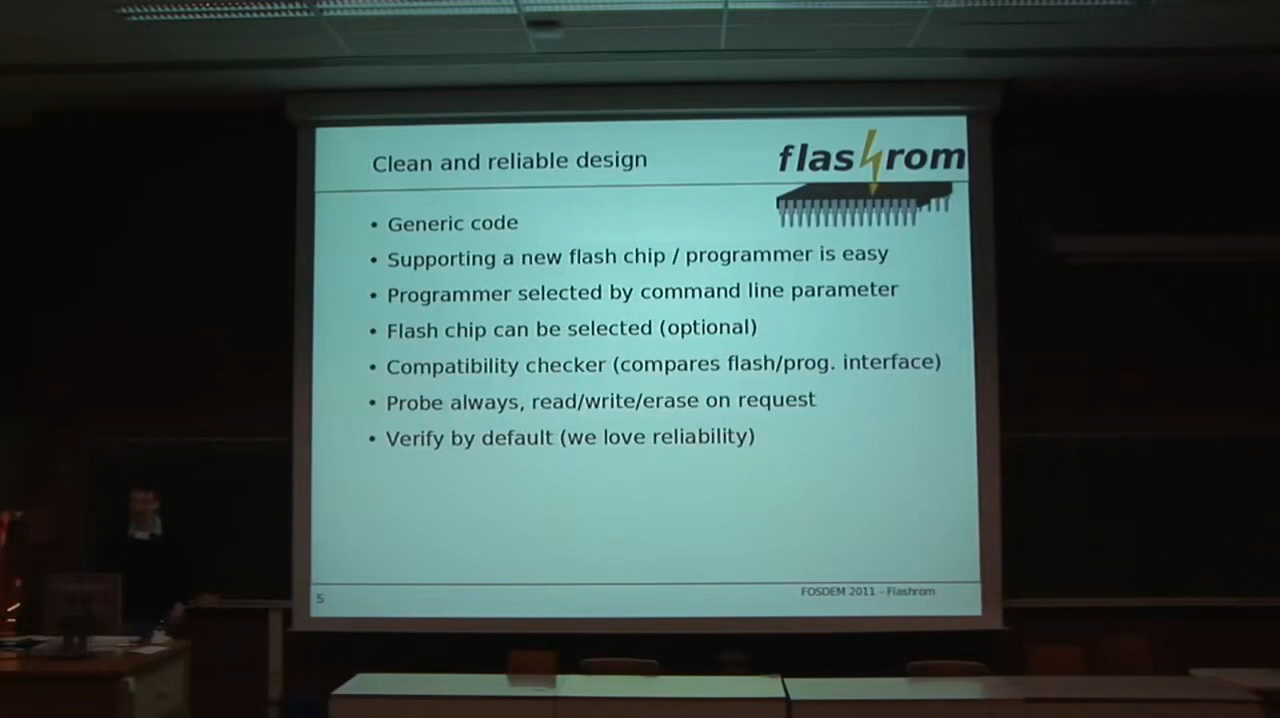 Clean and reliable design
flashrom
• Generic code
• Supporting a new flash chip / programmer is easy
• Programmer selected by command line parameter
• Flash chip can be selected (optional)
• Compatibility checker (compares flash/prog. interface)
• Probe always, read/write/erase on request
• Verify by default (we love reliability)
5
FOSDEM 2011 - Flashrom